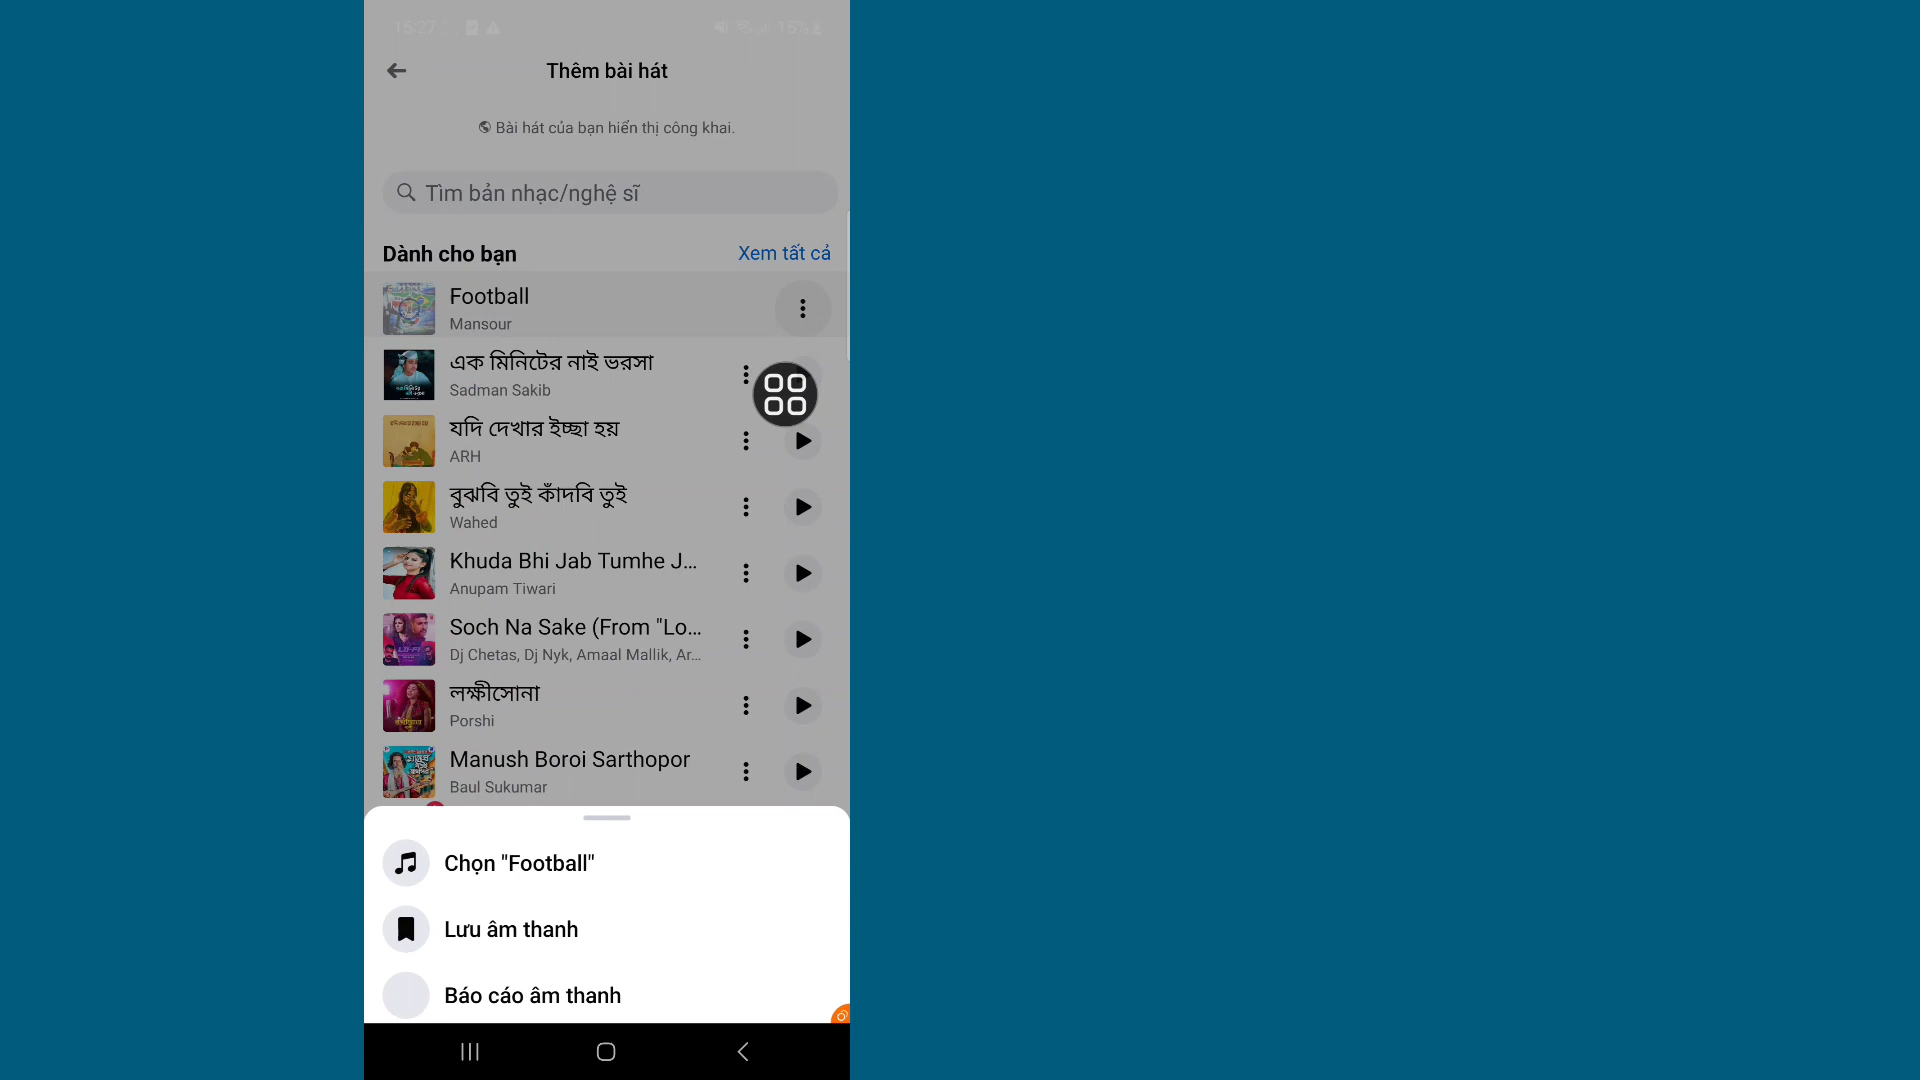 15:27
15%
Thêm bài hát
Bài hát của bạn hiển thị công khai.
Tìm bản nhạc/nghệ sĩ
Dành cho bạn
Xem tất cả
Football
Mansour
এক মিনিটের নাই ভরসা
Sadman Sakib
যদি দেখার ইচ্ছা হয়
ARH
বুঝবি তুই কাঁদবি তুই
Wahed
Khuda Bhi Jab Tumhe J...
Anupam Tiwari
Soch Na Sake (From "Lo...
Dj Chetas, Dj Nyk, Amaal Mallik, Ar...
লক্ষীসোনা
Porshi
Manush Boroi Sarthopor
Baul Sukumar
Chọn "Football"
Lưu âm thanh
Báo cáo âm thanh